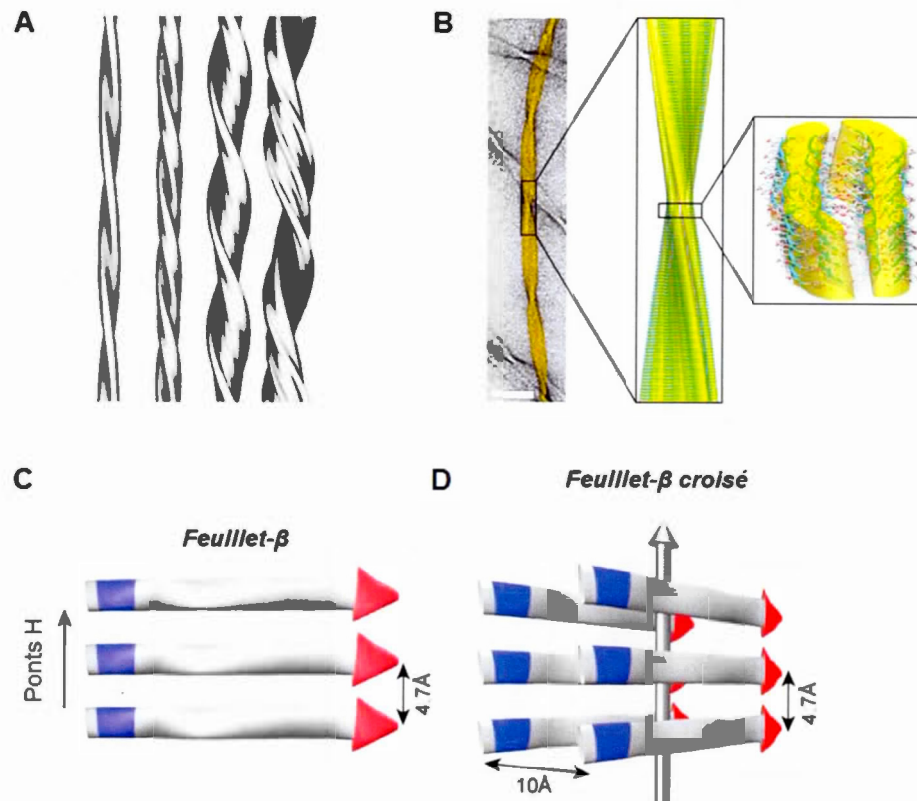 A
B
C
D
Feuillet-β croisé
Feuillet-β
Ponts H
4.7Å
4.7Å
10Å